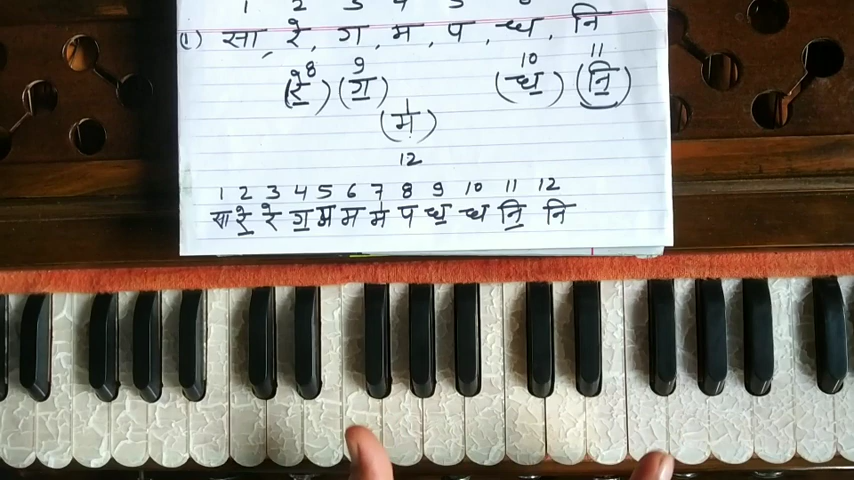 1 2 3 4 5 6
(1) सा, रे, ग, म, प, ध, नि
8 9 10 11
(रे॒) (ग॒) (ध॒) (नि॒)
(म॑)
12
1 2 3 4 5 6 7 8 9 10 11 12
सा रे॒ रे ग॒ ग म म॑ प ध॒ ध नि॒ नि